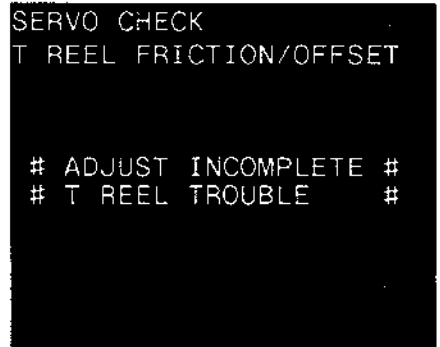 SERVO CHECK
T REEL FRICTION/OFFSET
# ADJUST INCOMPLETE #
# T REEL TROUBLE #